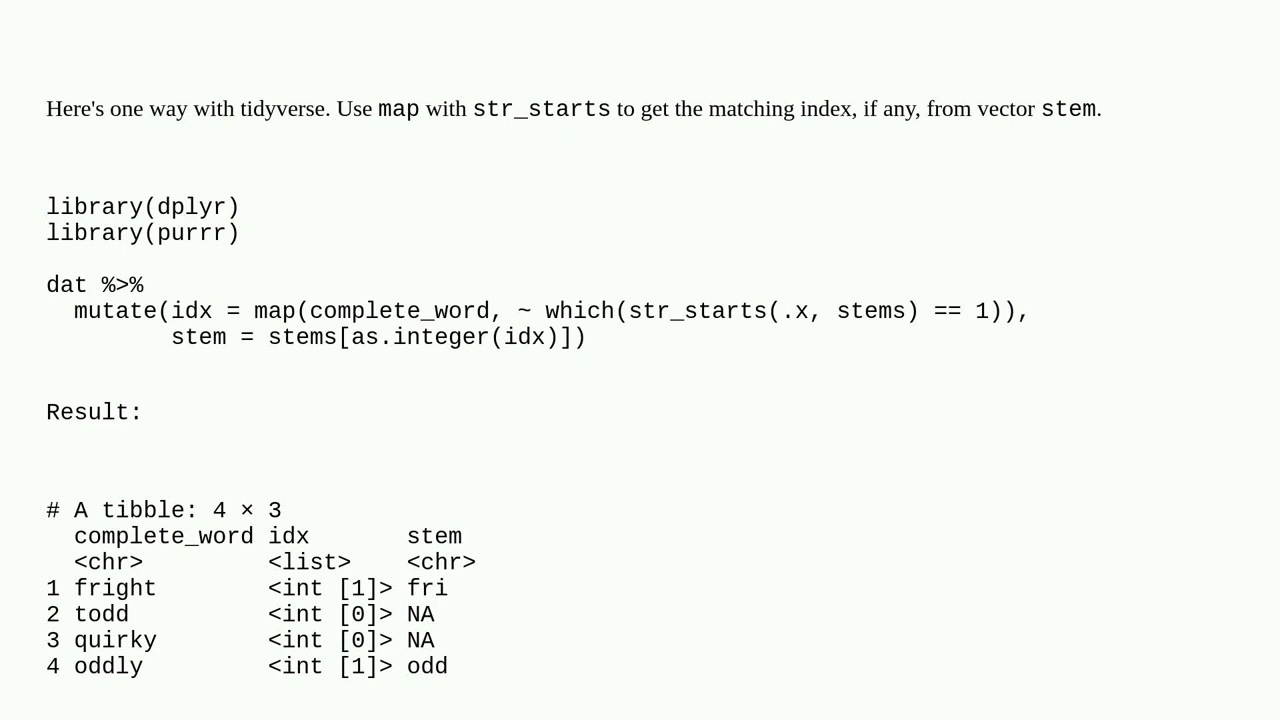 Here's one way with tidyverse. Use map with str_starts to get the matching index, if any, from vector stem.
library(dplyr)
library(purrr)
dat %>%
  mutate(idx = map(complete_word, ~ which(str_starts(.x, stems) == 1)),
         stem = stems[as.integer(idx)])
Result:
# A tibble: 4 × 3
  complete_word idx       stem
  <chr>         <list>    <chr>
1 fright        <int [1]> fri
2 todd          <int [0]> NA
3 quirky        <int [0]> NA
4 oddly         <int [1]> odd